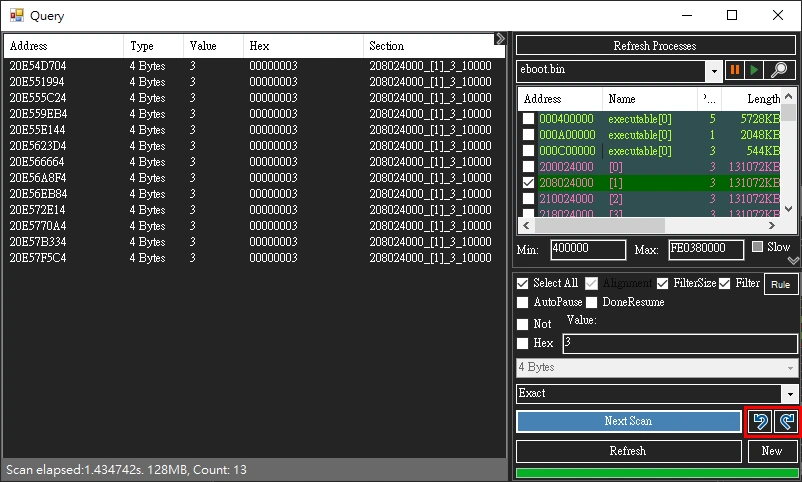 Query
Address Type Value Hex Section
20E54D704 4 Bytes 3 00000003 208024000_[1]_3_10000
20E551994 4 Bytes 3 00000003 208024000_[1]_3_10000
20E555C24 4 Bytes 3 00000003 208024000_[1]_3_10000
20E559EB4 4 Bytes 3 00000003 208024000_[1]_3_10000
20E55E144 4 Bytes 3 00000003 208024000_[1]_3_10000
20E5623D4 4 Bytes 3 00000003 208024000_[1]_3_10000
20E566664 4 Bytes 3 00000003 208024000_[1]_3_10000
20E56A8F4 4 Bytes 3 00000003 208024000_[1]_3_10000
20E56EB84 4 Bytes 3 00000003 208024000_[1]_3_10000
20E572E14 4 Bytes 3 00000003 208024000_[1]_3_10000
20E5770A4 4 Bytes 3 00000003 208024000_[1]_3_10000
20E57B334 4 Bytes 3 00000003 208024000_[1]_3_10000
20E57F5C4 4 Bytes 3 00000003 208024000_[1]_3_10000
Scan elapsed:1.434742s. 128MB, Count: 13
Refresh Processes
eboot.bin
Address Name '... Length
000400000 executable[0] 5 5728KB
000A00000 executable[0] 1 2048KB
000C00000 executable[0] 3 544KB
200024000 [0] 3 131072KB
208024000 [1] 3 131072KB
210024000 [2] 3 131072KB
218024000 [3] 3 131072KB
Min: 400000 Max: FE0380000 Slow
Select All Alignment FilterSize Filter Rule
AutoPause DoneResume
Not Value:
Hex 3
4 Bytes
Exact
Next Scan
Refresh New